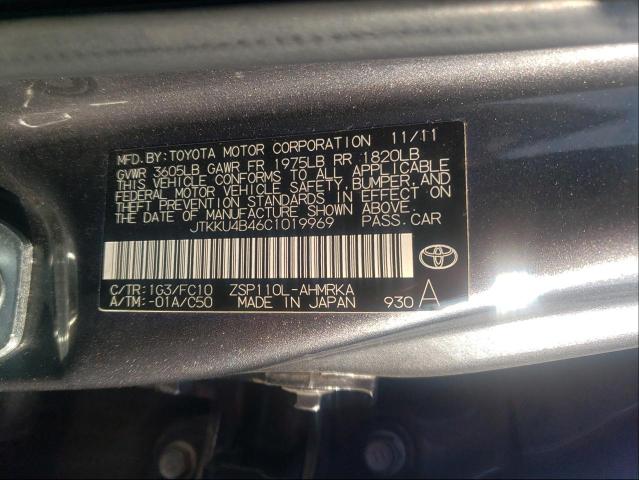 MFD. BY: TOYOTA MOTOR CORPORATION 11/11
GVWR 3605LB GAWR FR 1975LB RR 1820LB
THIS VEHICLE CONFORMS TO ALL APPLICABLE
FEDERAL MOTOR VEHICLE SAFETY, BUMPER, AND
THEFT PREVENTION STANDARDS IN EFFECT ON
THE DATE OF MANUFACTURE SHOWN ABOVE.
JTKKU4B46C1019969 PASS. CAR
C/TR: 1G3/FC10 ZSP110L-AHMRKA
A/TM: -01A/C50 MADE IN JAPAN 930 A